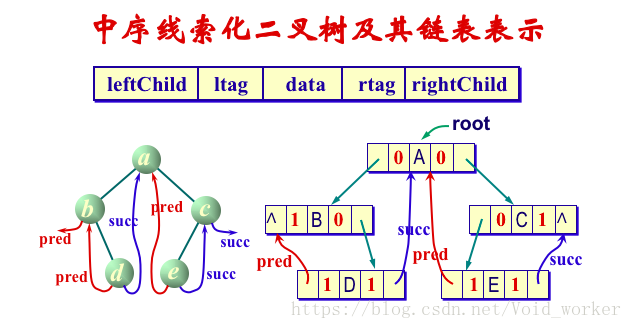 中序线索化二叉树及其链表表示
leftChild ltag data rtag rightChild
root
a
0 A 0
b
succ
pred
c
^ 1 B 0
0 C 1 ^
pred
succ
succ
pred
succ
pred
d
e
pred
succ
1 D 1
1 E 1
https://blog.csdn.net/Void_worker